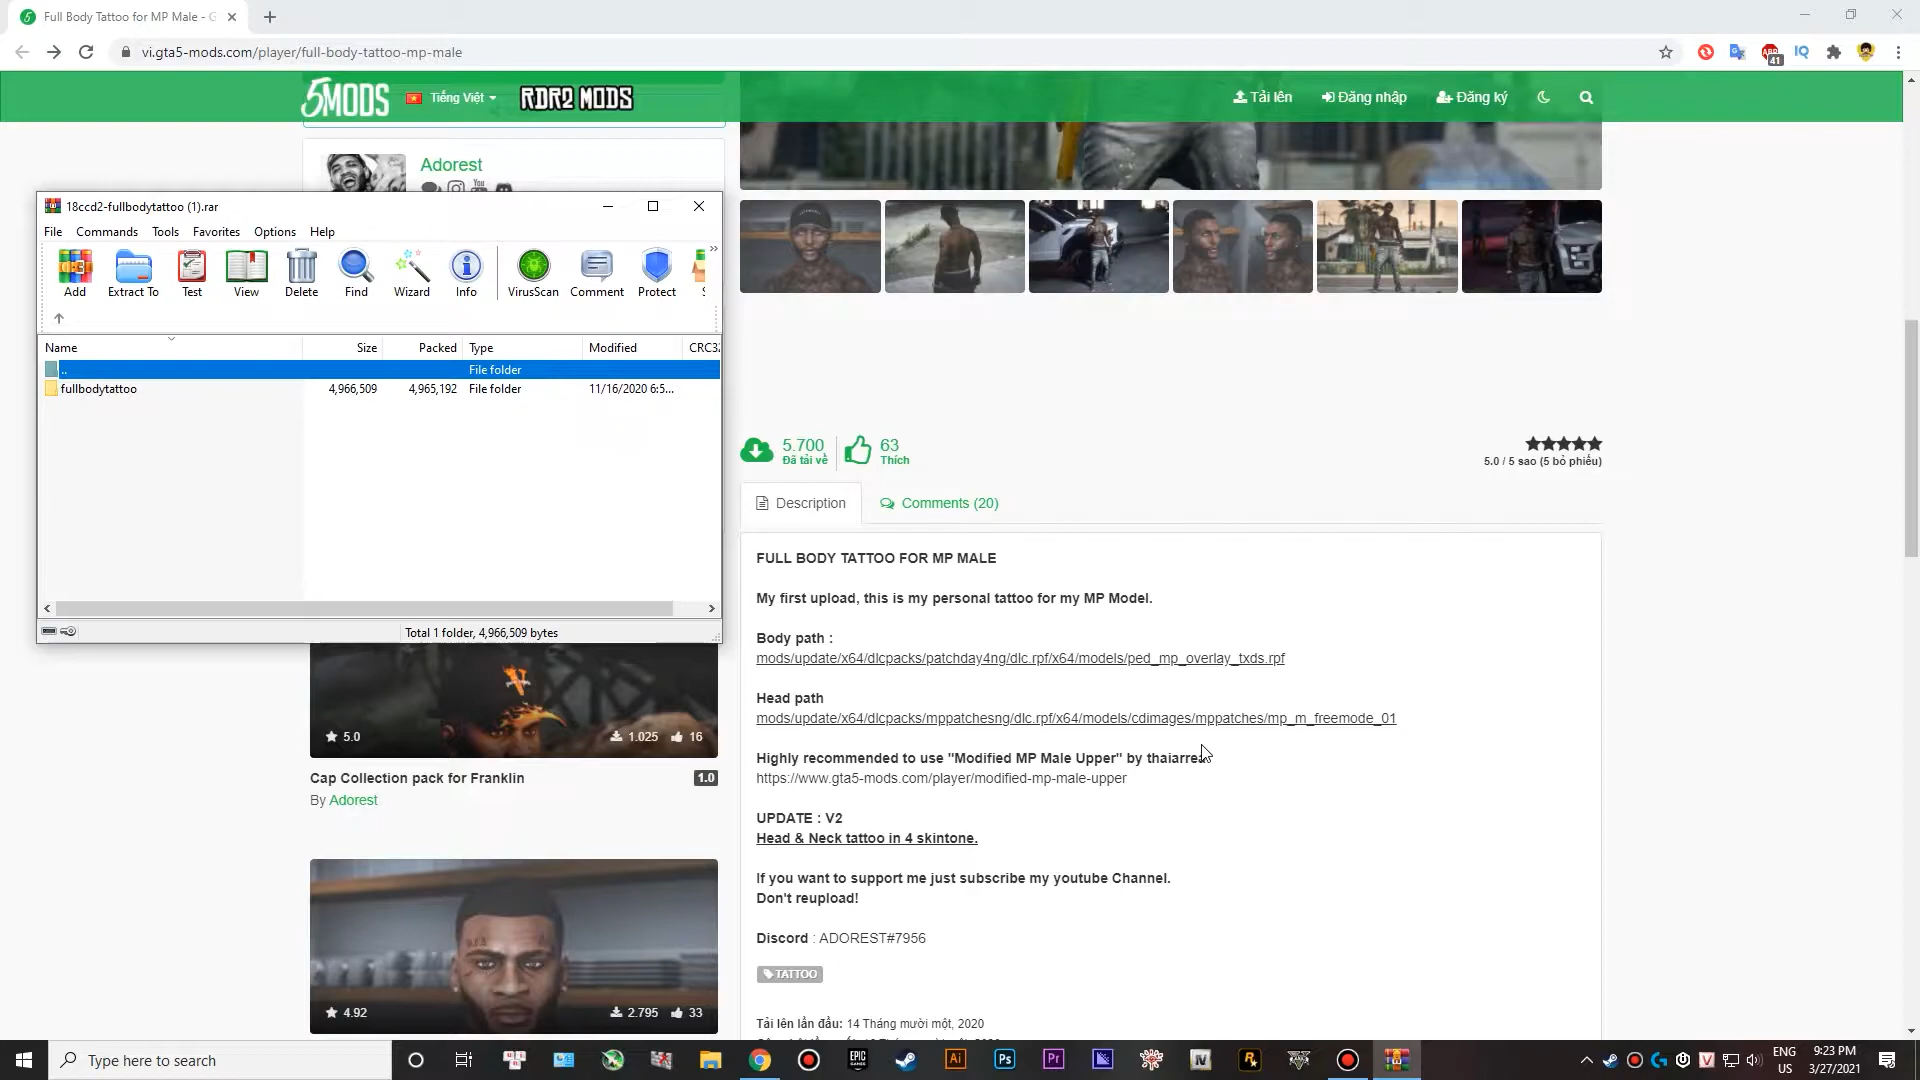 Full Body Tattoo for MP Male - G
vi.gta5-mods.com/player/full-body-tattoo-mp-male
41
5MODS
Tiếng Việt
RDR2 MODS
Tải lên
Đăng nhập
Đăng ký
Adorest
18ccd2-fullbodytattoo (1).rar
File Commands Tools Favorites Options Help
Add Extract To Test View Delete Find Wizard Info VirusScan Comment Protect
Name Size Packed Type Modified CRC32
.. File folder
fullbodytattoo 4,966,509 4,965,192 File folder 11/16/2020 6:5...
Total 1 folder, 4,966,509 bytes
5.0 1.025 16
Cap Collection pack for Franklin 1.0
By Adorest
4.92 2.795 33
5.700
Đã tải về
63
Thích
5.0 / 5 sao (5 bỏ phiếu)
Description
Comments (20)
FULL BODY TATTOO FOR MP MALE
My first upload, this is my personal tattoo for my MP Model.
Body path :
mods/update/x64/dlcpacks/patchday4ng/dlc.rpf/x64/models/ped_mp_overlay_txds.rpf
Head path
mods/update/x64/dlcpacks/mppatchesng/dlc.rpf/x64/models/cdimages/mppatches/mp_m_freemode_01
Highly recommended to use "Modified MP Male Upper" by
https://www.gta5-mods.com/player/modified-mp-male-upper
UPDATE : V2
Head & Neck tattoo in 4 skintone.
If you want to support me just subscribe my youtube Channel.
Don't reupload!
Discord : ADOREST#7956
TATTOO
Tải lên lần đầu: 14 Tháng mười một, 2020
Type here to search
ENG
US
9:23 PM
3/27/2021